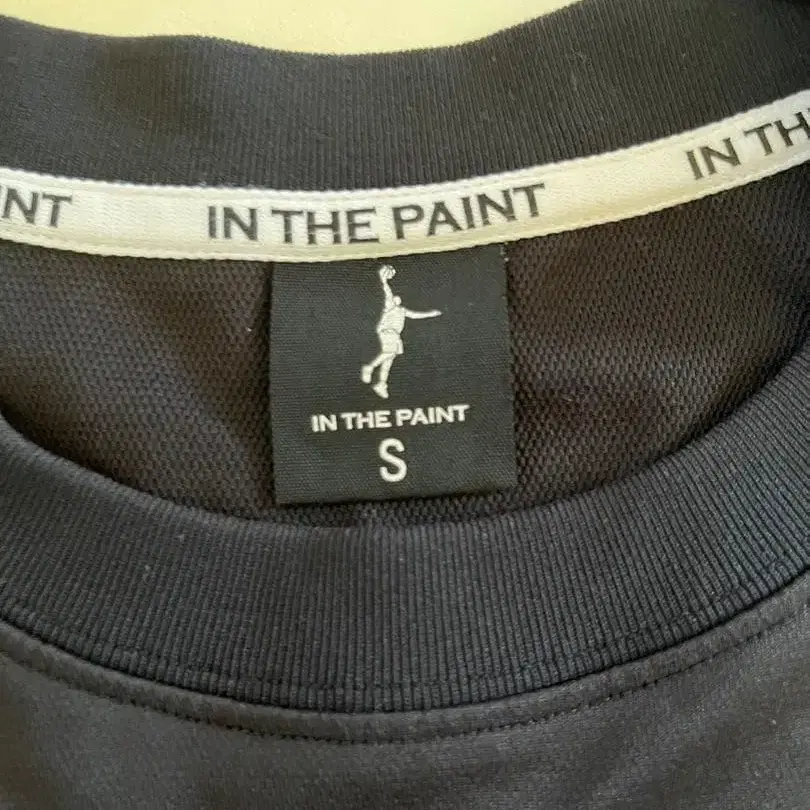 INT IN THE PAINT IN TH
IN THE PAINT
S